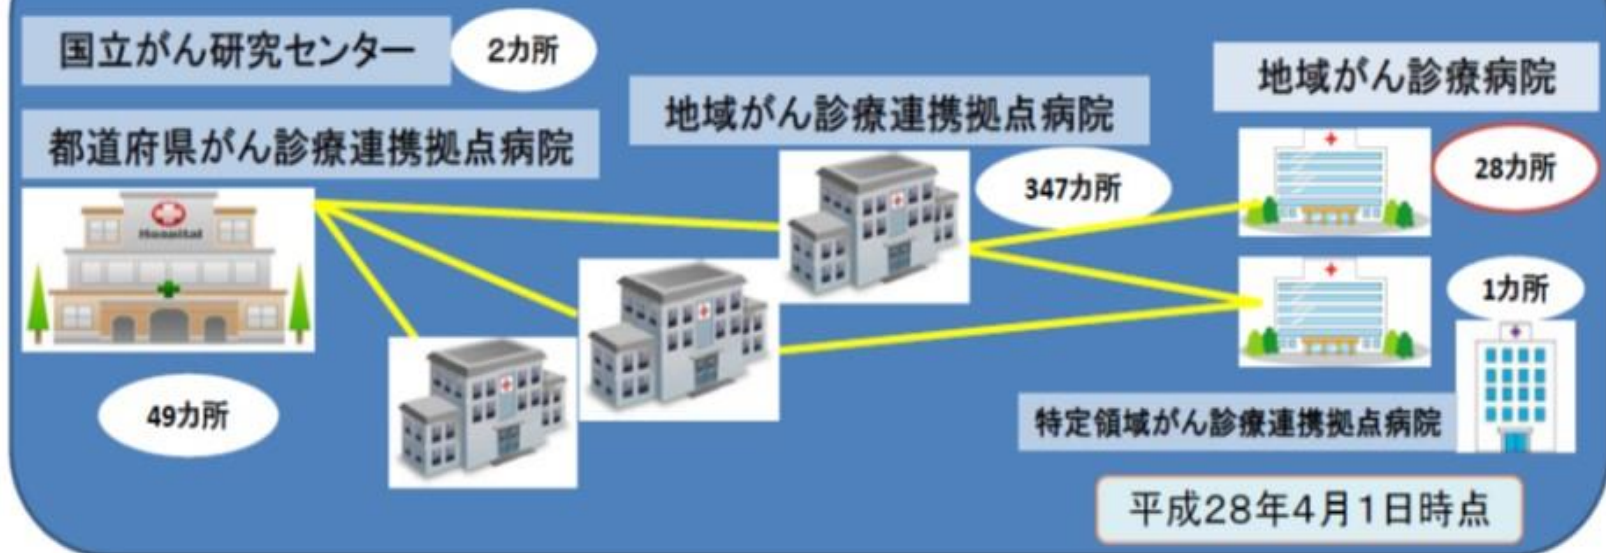 国立がん研究センター
2カ所
都道府県がん診療連携拠点病院
Hospital
49カ所
地域がん診療連携拠点病院
347カ所
地域がん診療病院
28カ所
1カ所
特定領域がん診療連携拠点病院
平成28年4月1日時点